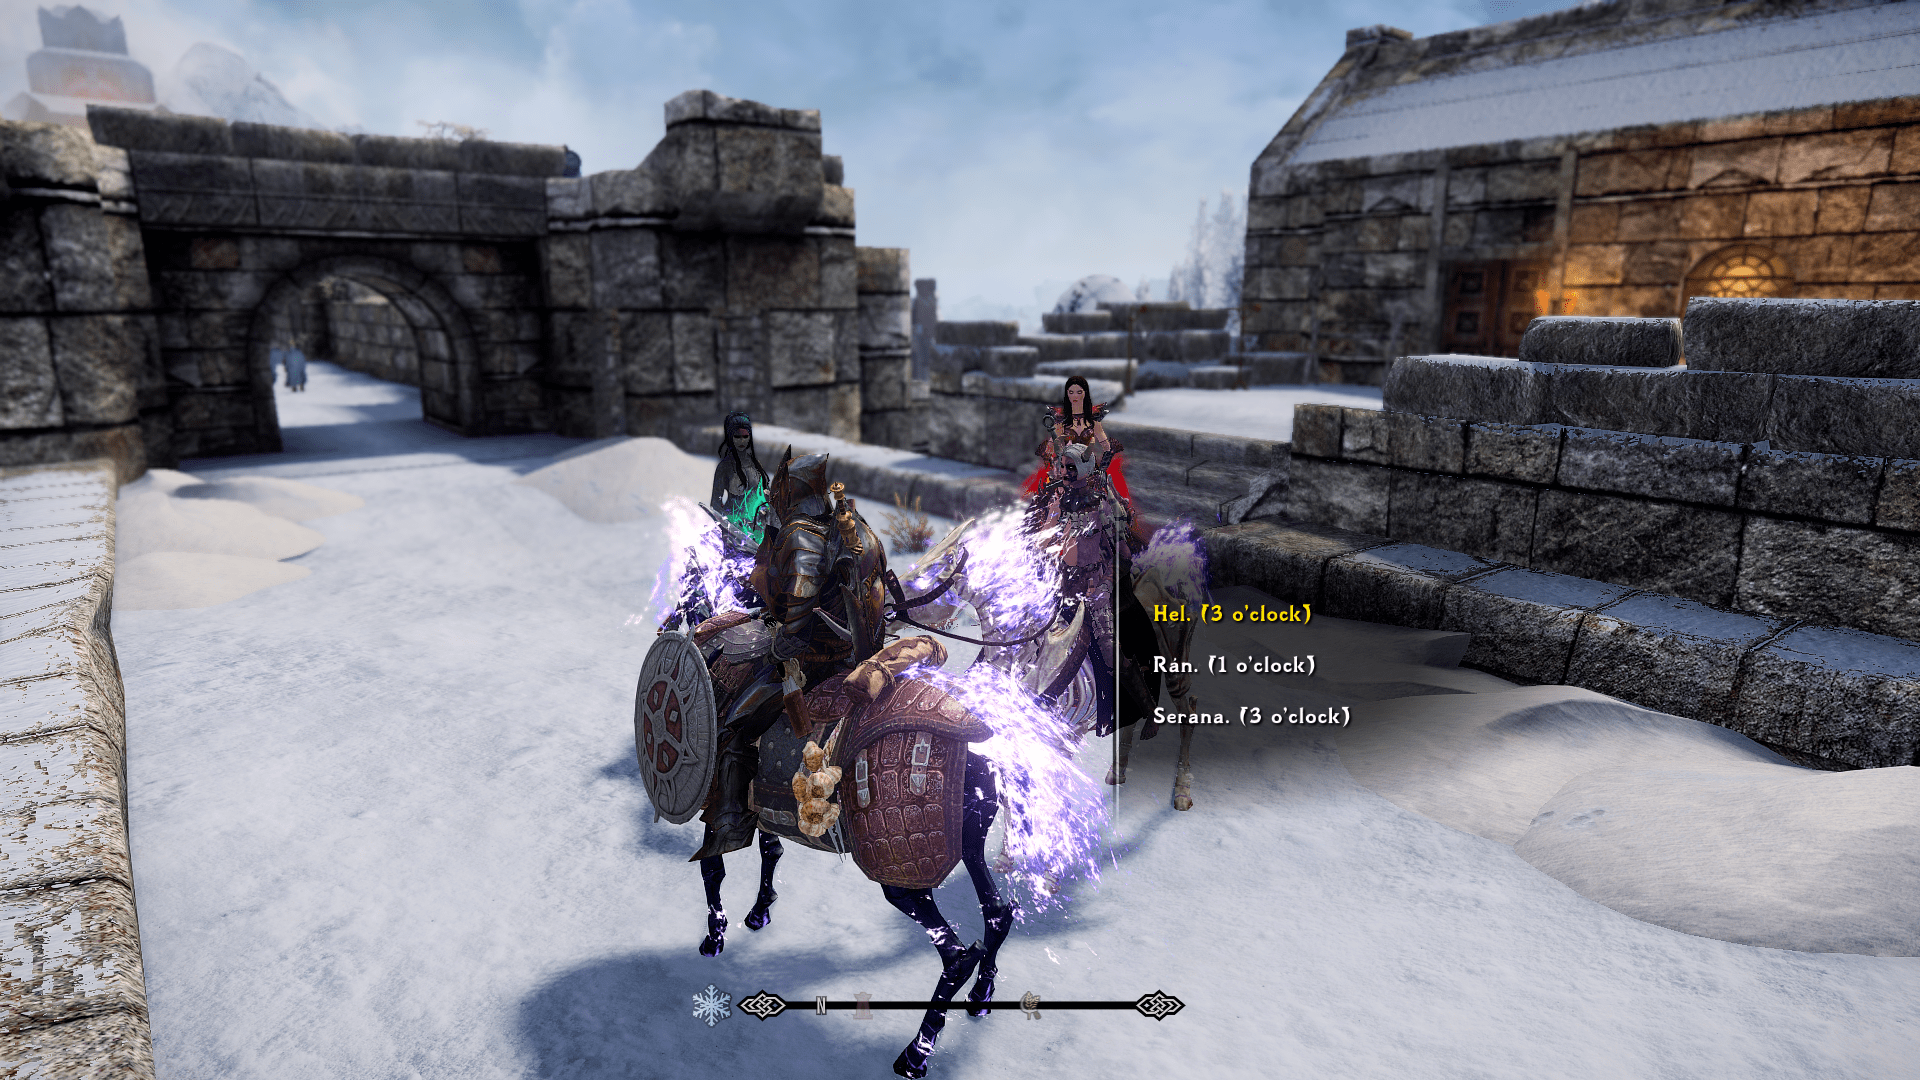 Hel. (3 o'clock)
Rán. (1 o'clock)
Serana. (3 o'clock)
N